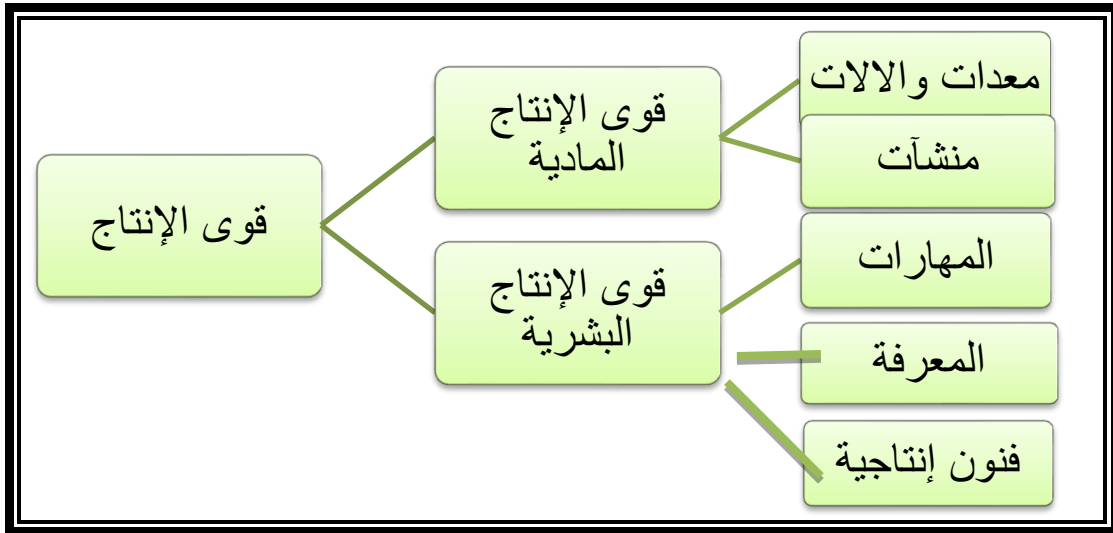 قوى الإنتاج
قوى الإنتاج
المادية
معدات والالات
منشآت
قوى الإنتاج
البشرية
المهارات
المعرفة
فنون إنتاجية